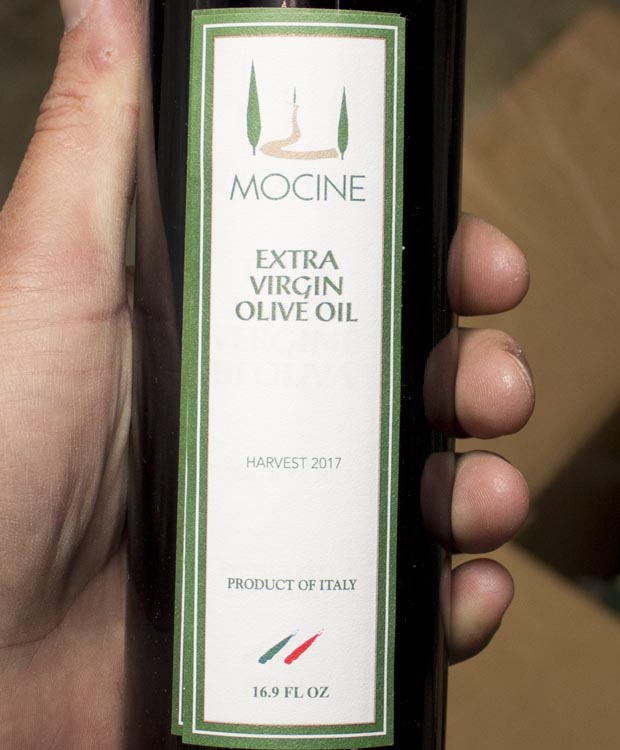 MOCINE
EXTRA
VIRGIN
OLIVE OIL
HARVEST 2017
PRODUCT OF ITALY
16.9 FL OZ